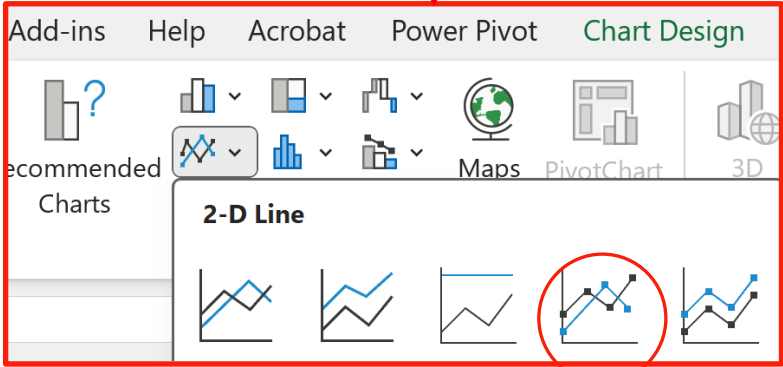 Add-ins Help Acrobat Power Pivot Chart Design
?
ecommended
Charts
Maps
PivotChart
3D
2-D Line